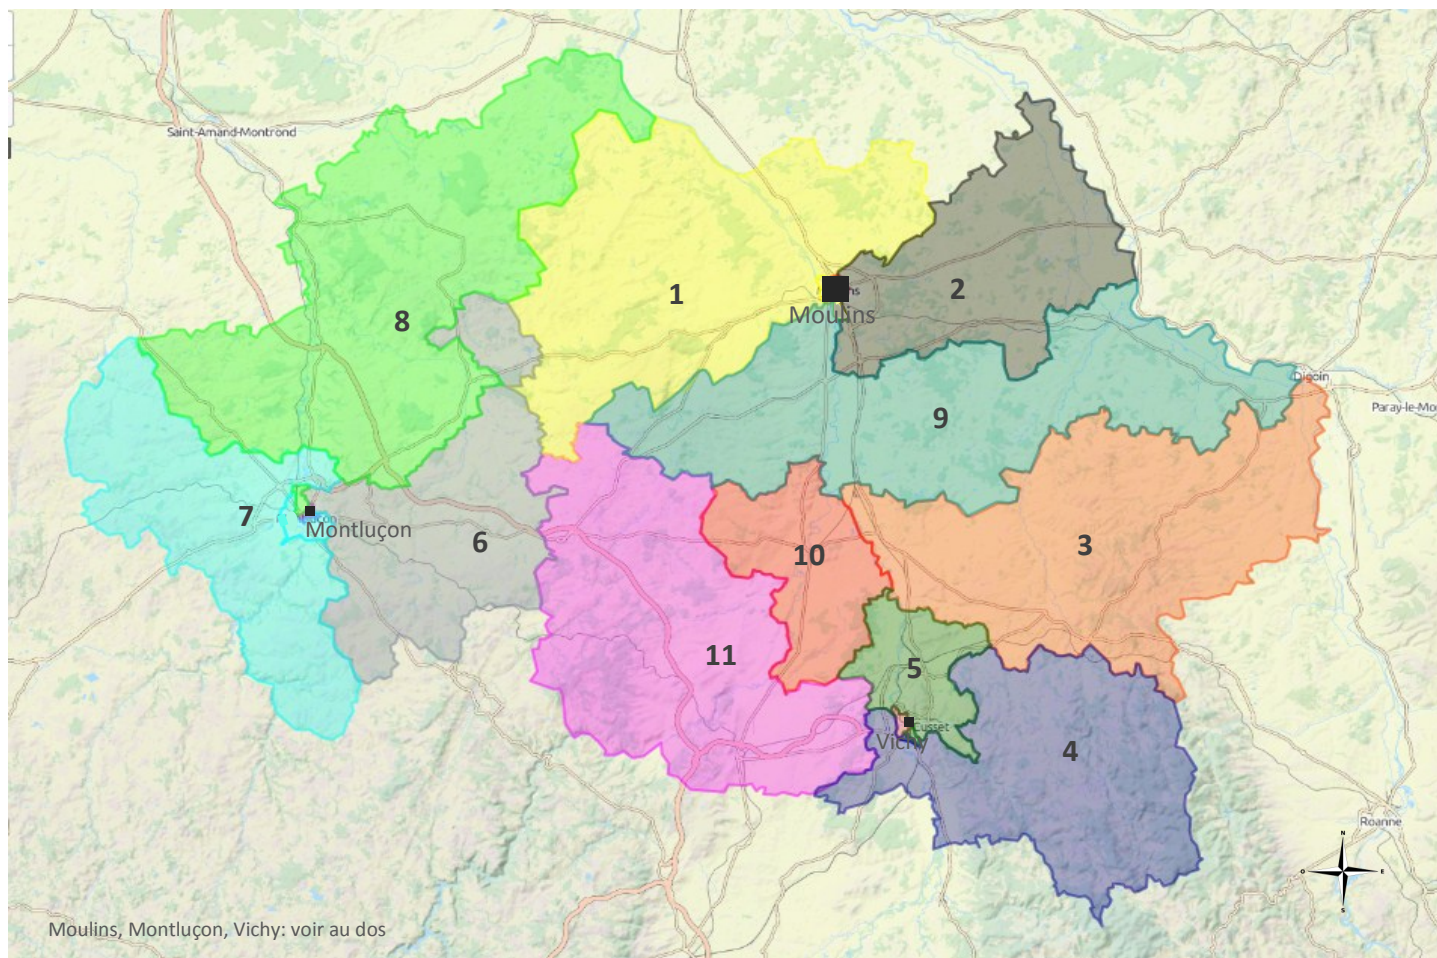 Saint-Amand-Montrond
1
2
Moulins
8
Digoin
Paray-le-Mo
9
7
Montluçon
6
10
3
11
5
Cusset
Vichy
4
Roanne
N
O
E
S
Moulins, Montluçon, Vichy: voir au dos